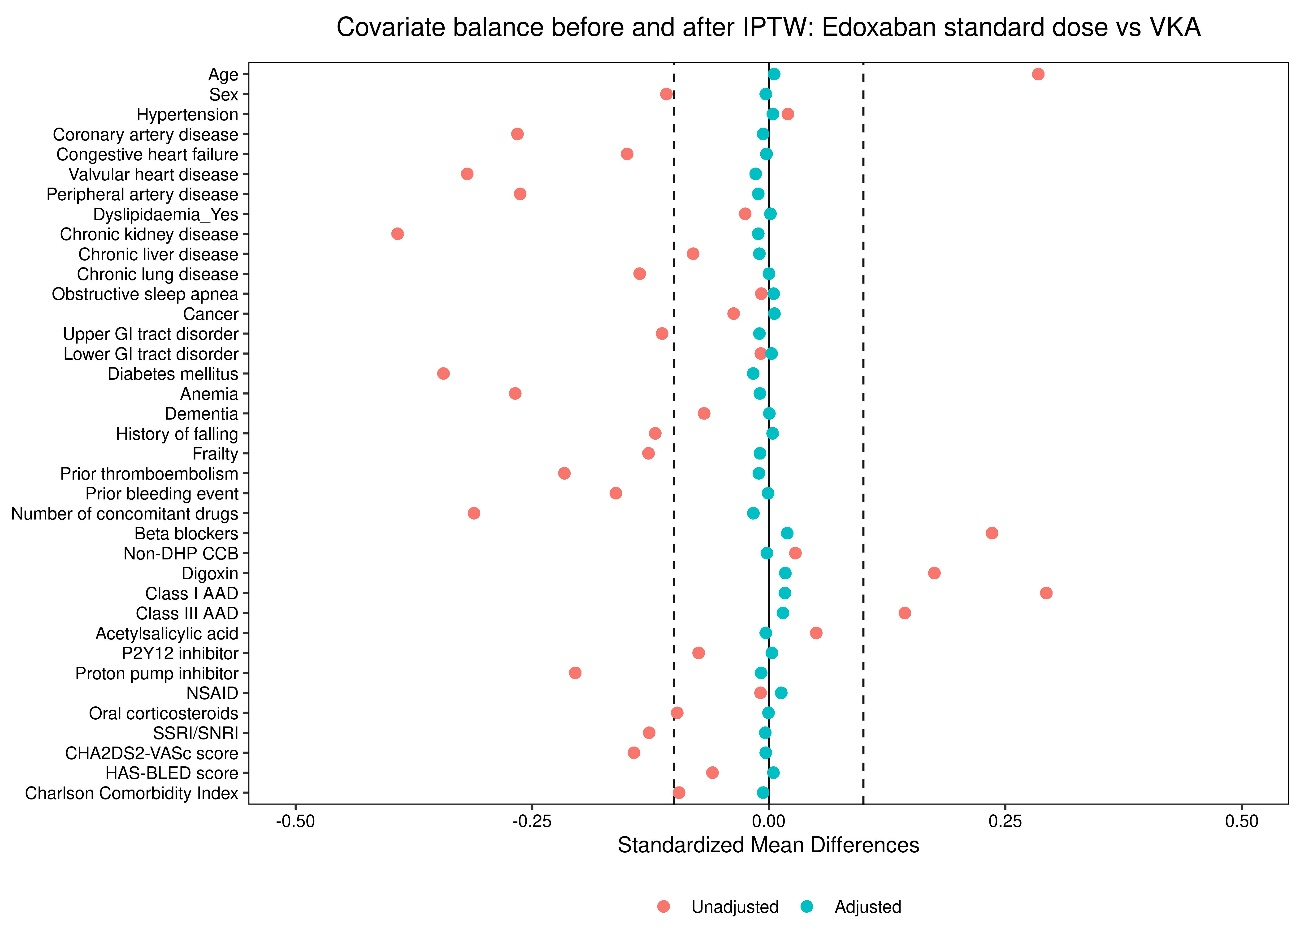 Covariate balance before and after IPTW: Edoxaban standard dose vs VKA
Age
Sex
Hypertension
Coronary artery disease
Congestive heart failure
Valvular heart disease
Peripheral artery disease
Dyslipidaemia_Yes
Chronic kidney disease
Chronic liver disease
Chronic lung disease
Obstructive sleep apnea
Cancer
Upper GI tract disorder
Lower GI tract disorder
Diabetes mellitus
Anemia
Dementia
History of falling
Frailty
Prior thromboembolism
Prior bleeding event
Number of concomitant drugs
Beta blockers
Non-DHP CCB
Digoxin
Class I AAD
Class III AAD
Acetylsalicylic acid
P2Y12 inhibitor
Proton pump inhibitor
NSAID
Oral corticosteroids
SSRI/SNRI
CHA2DS2-VASc score
HAS-BLED score
Charlson Comorbidity Index
-0.50 -0.25 0.00 0.25 0.50
Standardized Mean Differences
Unadjusted Adjusted